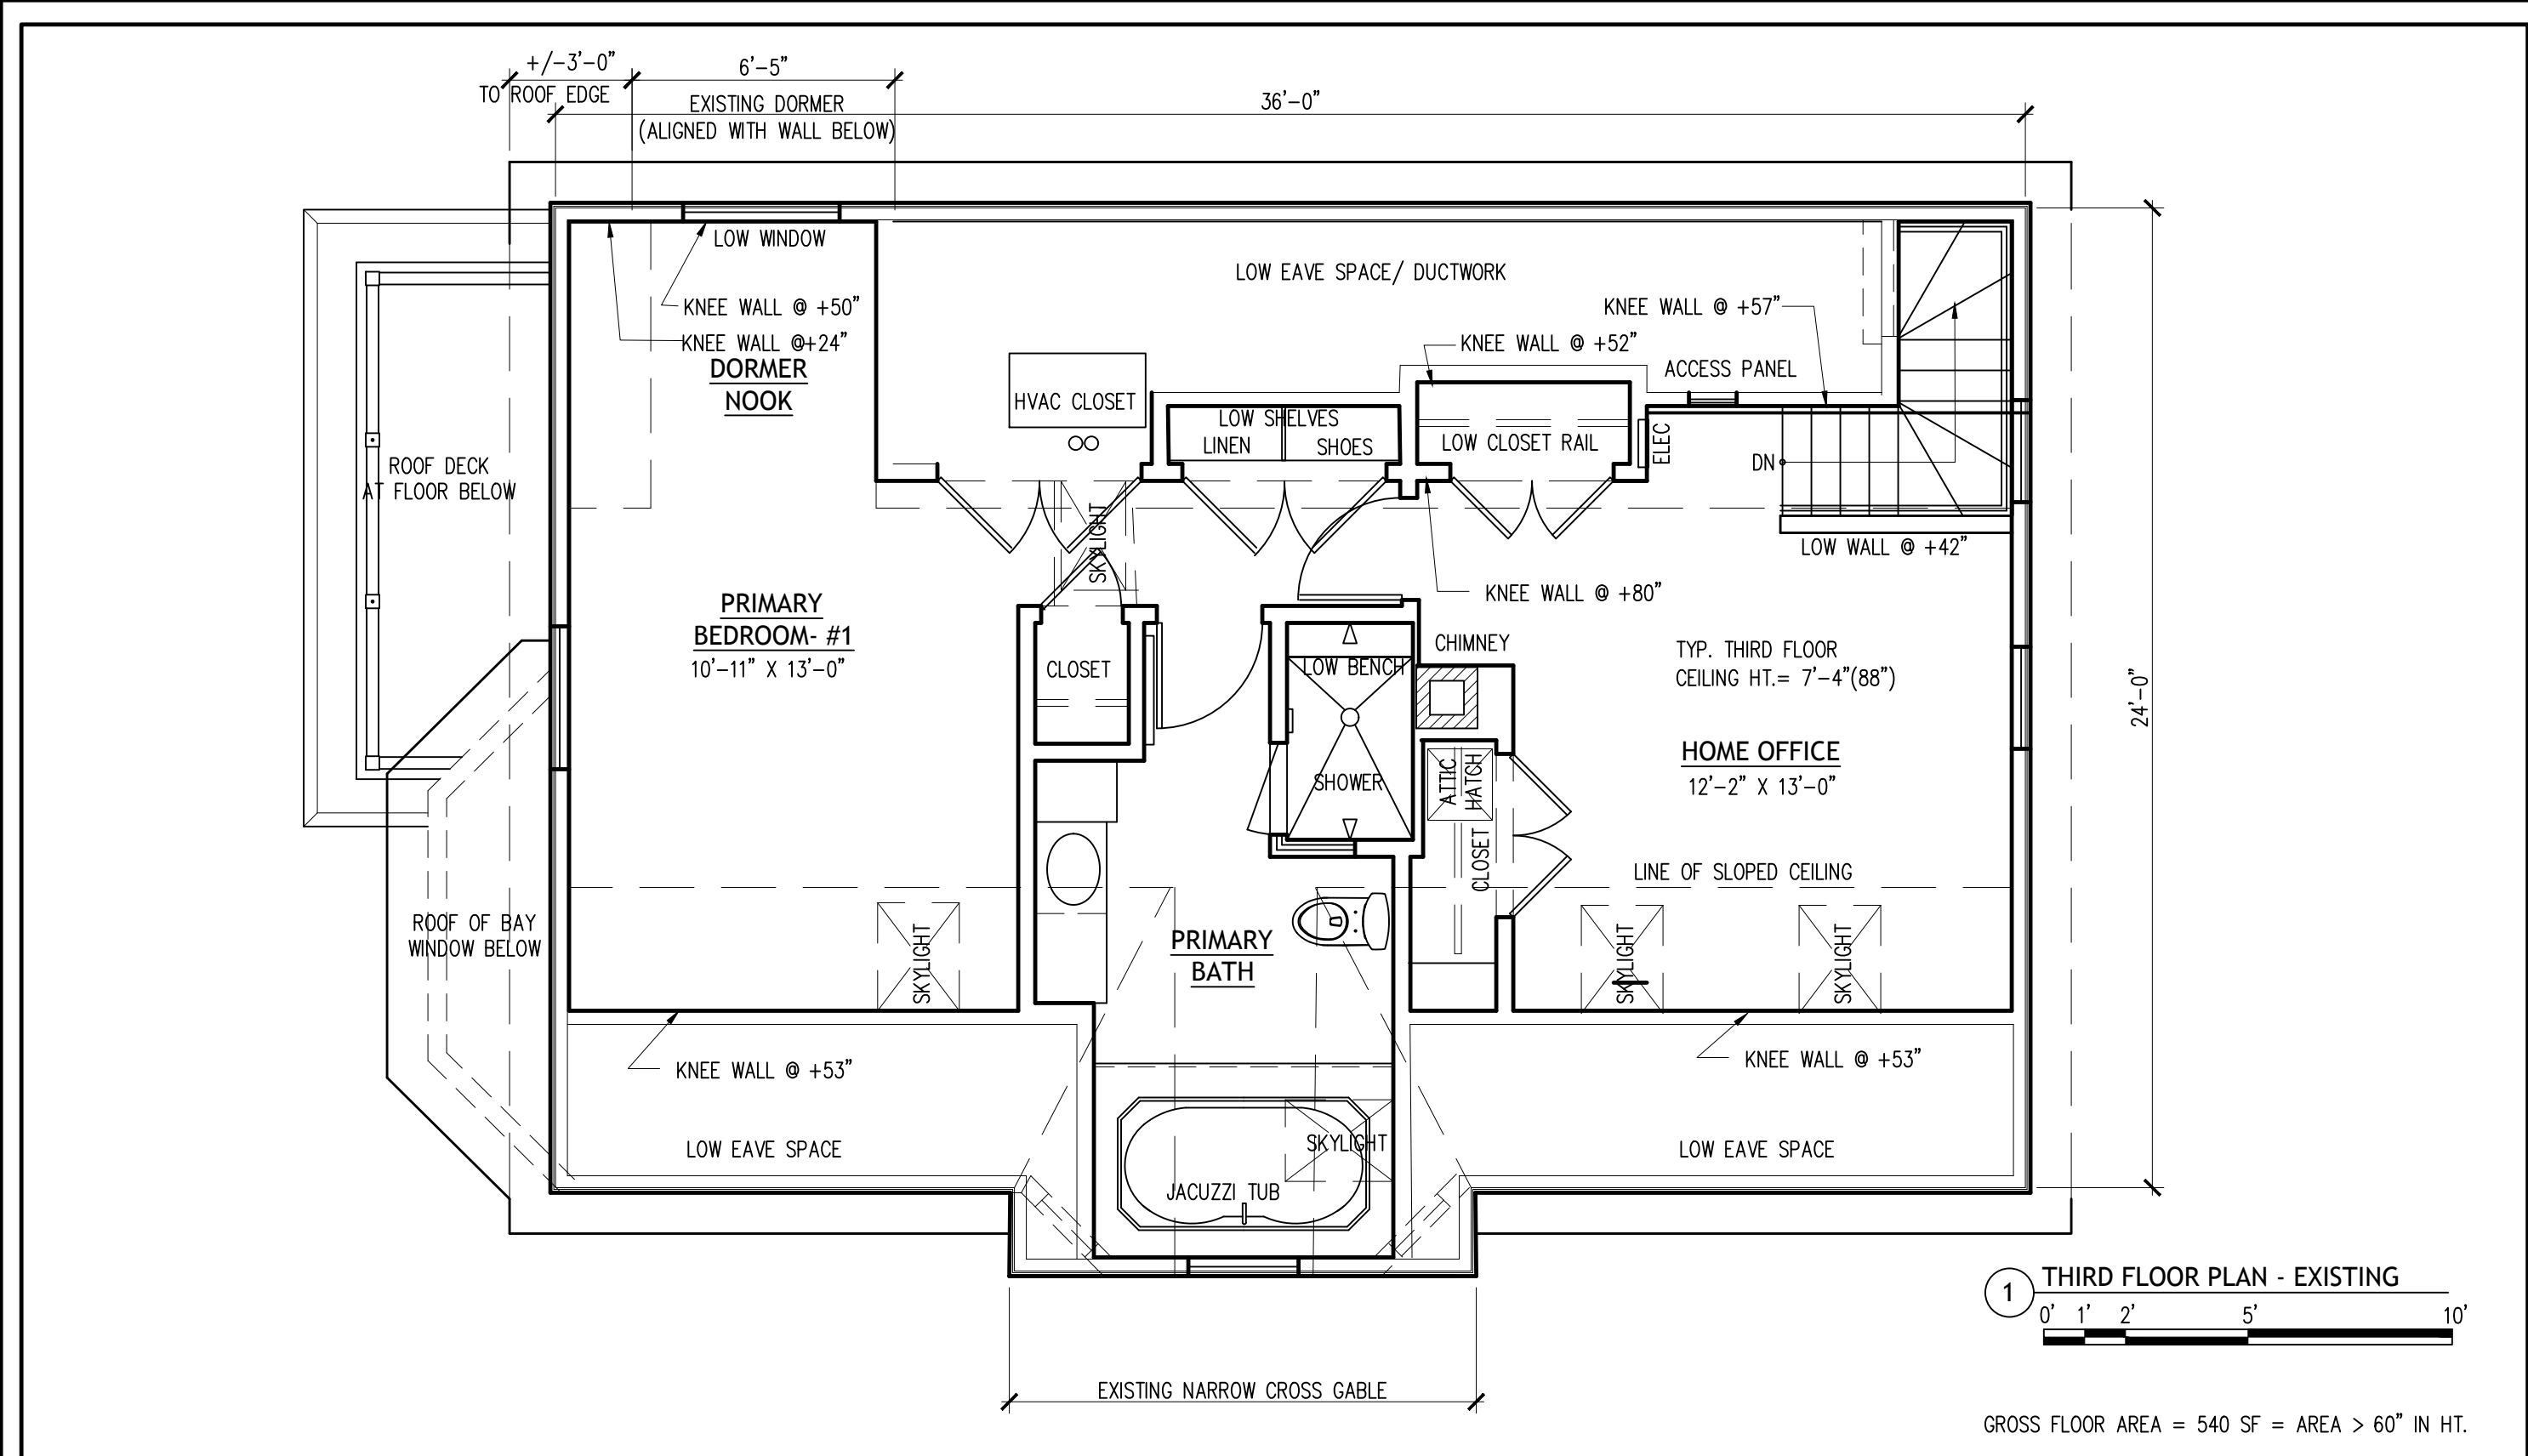 +/-3'-0"
6'-5"
TO ROOF EDGE
EXISTING DORMER
36'-0"
(ALIGNED WITH WALL BELOW)
LOW WINDOW
LOW EAVE SPACE/ DUCTWORK
KNEE WALL @ +50"
KNEE WALL @ +57"
KNEE WALL @+24"
KNEE WALL @ +52"
DORMER
NOOK
ACCESS PANEL
HVAC CLOSET
LOW SHELVES
LINEN
SHOES
LOW CLOSET RAIL
ELEC
DN
ROOF DECK
AT FLOOR BELOW
SKYLIGHT
LOW WALL @ +42"
KNEE WALL @ +80"
PRIMARY
BEDROOM- #1
10'-11" X 13'-0"
CLOSET
LOW BENCH
CHIMNEY
TYP. THIRD FLOOR
CEILING HT.= 7'-4"(88")
24'-0"
HOME OFFICE
12'-2" X 13'-0"
SHOWER
ATTIC
HATCH
CLOSET
LINE OF SLOPED CEILING
ROOF OF BAY
WINDOW BELOW
SKYLIGHT
PRIMARY
BATH
SKYLIGHT
SKYLIGHT
KNEE WALL @ +53"
KNEE WALL @ +53"
LOW EAVE SPACE
SKYLIGHT
LOW EAVE SPACE
JACUZZI TUB
1
THIRD FLOOR PLAN - EXISTING
0' 1' 2' 5' 10'
EXISTING NARROW CROSS GABLE
GROSS FLOOR AREA = 540 SF = AREA > 60" IN HT.